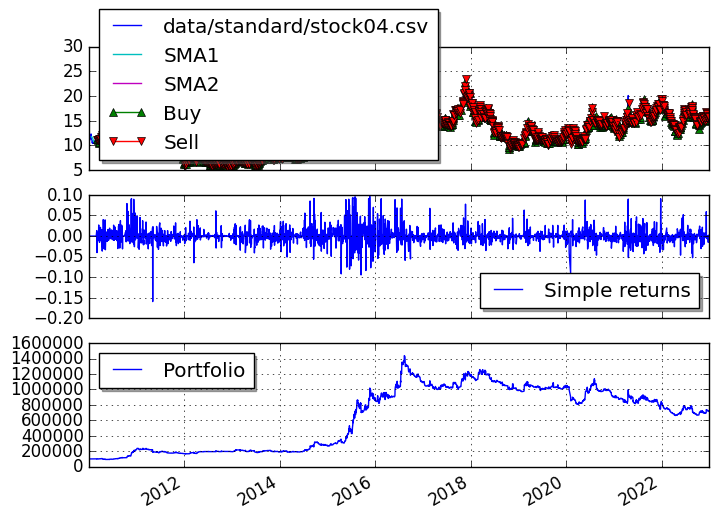 data/standard/stock04.csv
SMA1
SMA2
Buy
Sell
30
25
20
15
10
5
0.10
0.05
0.00
−0.05
−0.10
−0.15
−0.20
Simple returns
1600000
1400000
1200000
1000000
800000
600000
400000
200000
0
Portfolio
2012 2014 2016 2018 2020 2022